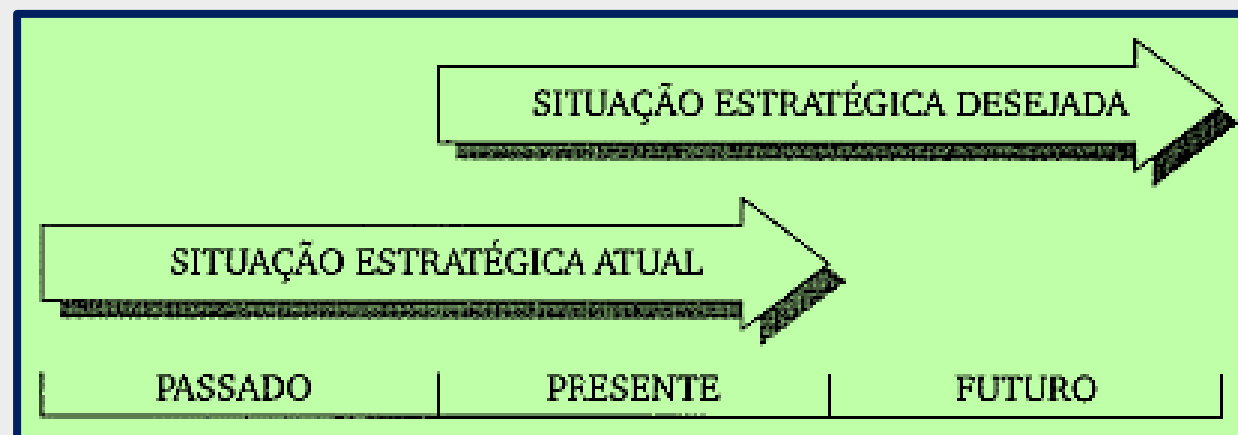 SITUAÇÃO ESTRATÉGICA DESEJADA
SITUAÇÃO ESTRATÉGICA ATUAL
PASSADO PRESENTE FUTURO